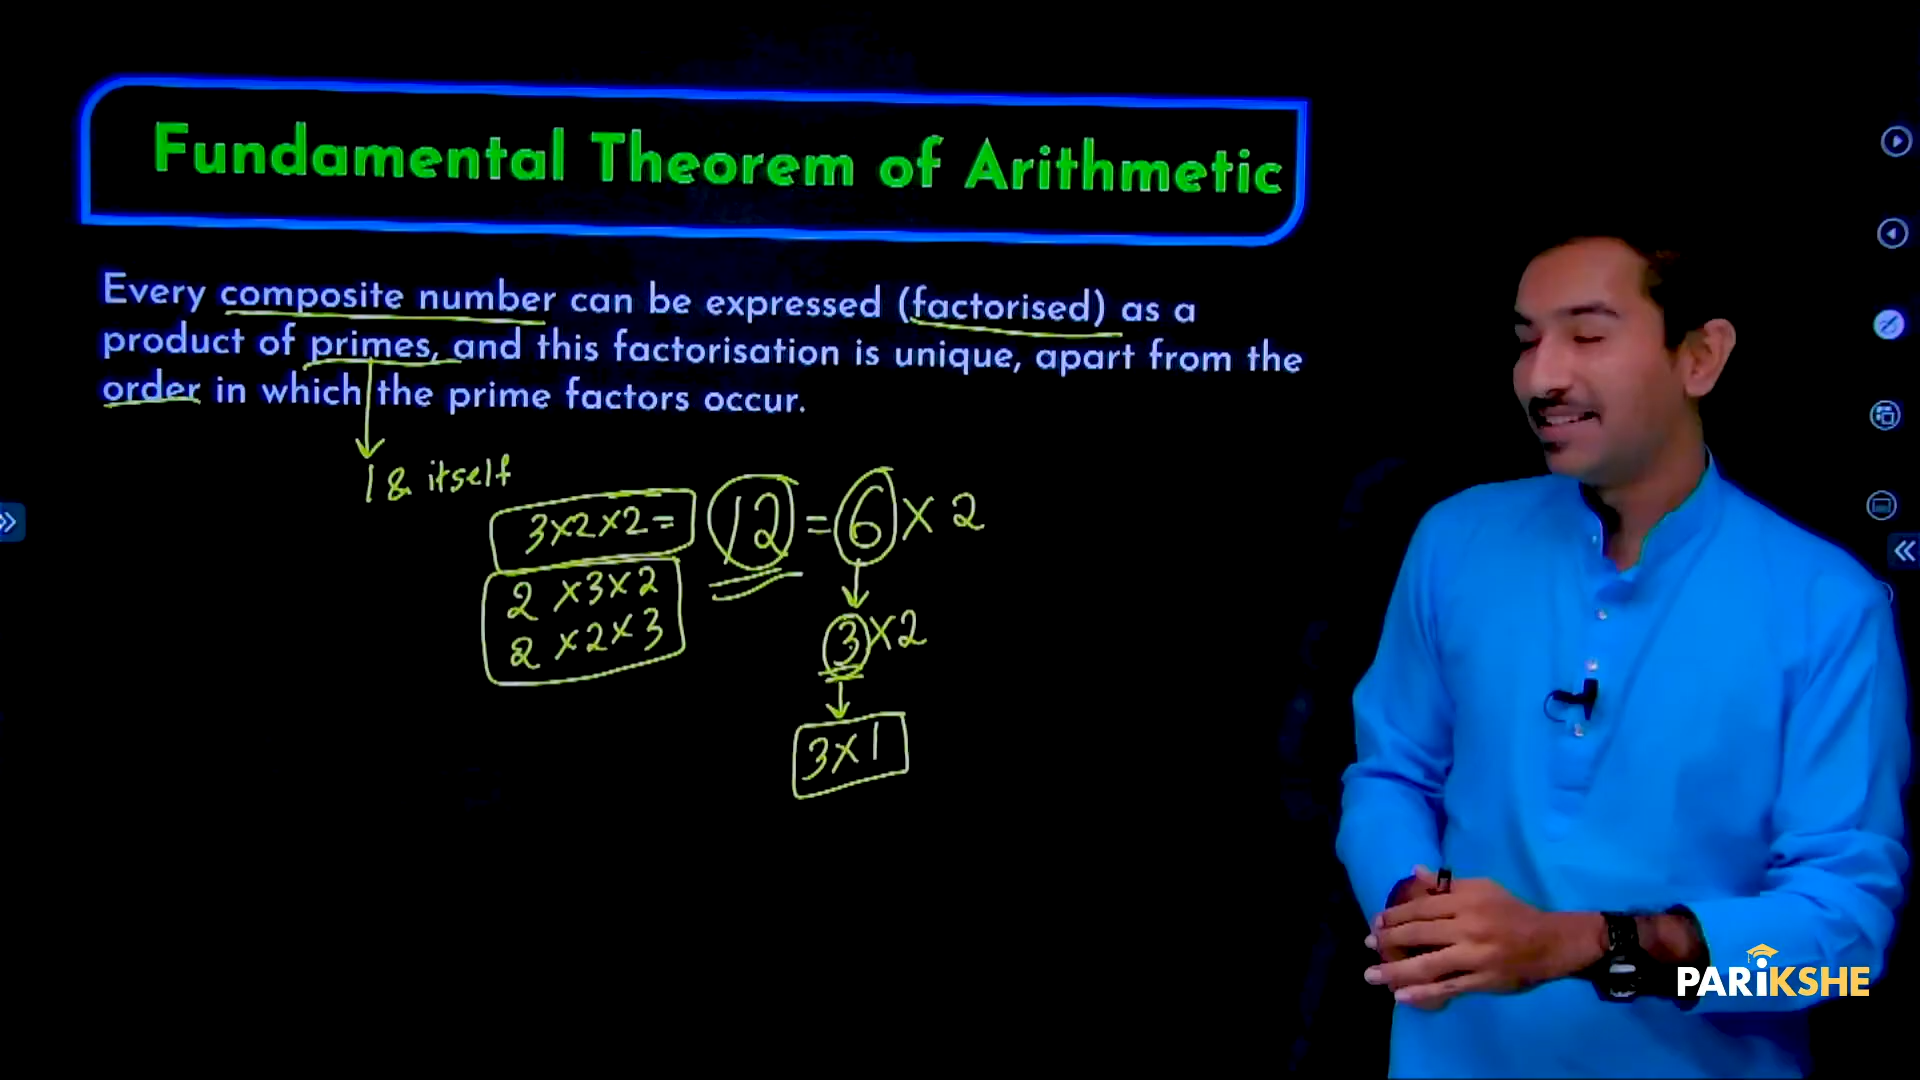 Fundamental Theorem of Arithmetic
Every composite number can be expressed (factorised) as a
product of primes, and this factorisation is unique, apart from the
order in which the prime factors occur.
1 & itself
3×2×2= 12 = 6 × 2
2 ×3×2
2 ×2×3
3×2
3×1
PARiKSHE